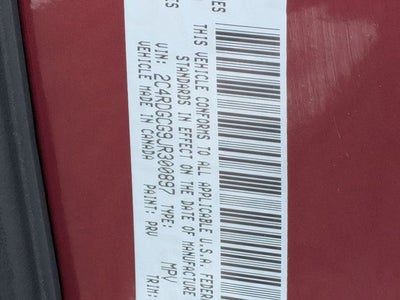 THIS VEHICLE CONFORMS TO ALL APPLICABLE U.S.A. FEDER
STANDARDS IN EFFECT ON THE DATE OF MANUFACTURE
VIN: 2C4RDGCG9JR300897 TYPE: MPV
VEHICLE MADE IN CANADA PAINT: PRV TRIM: